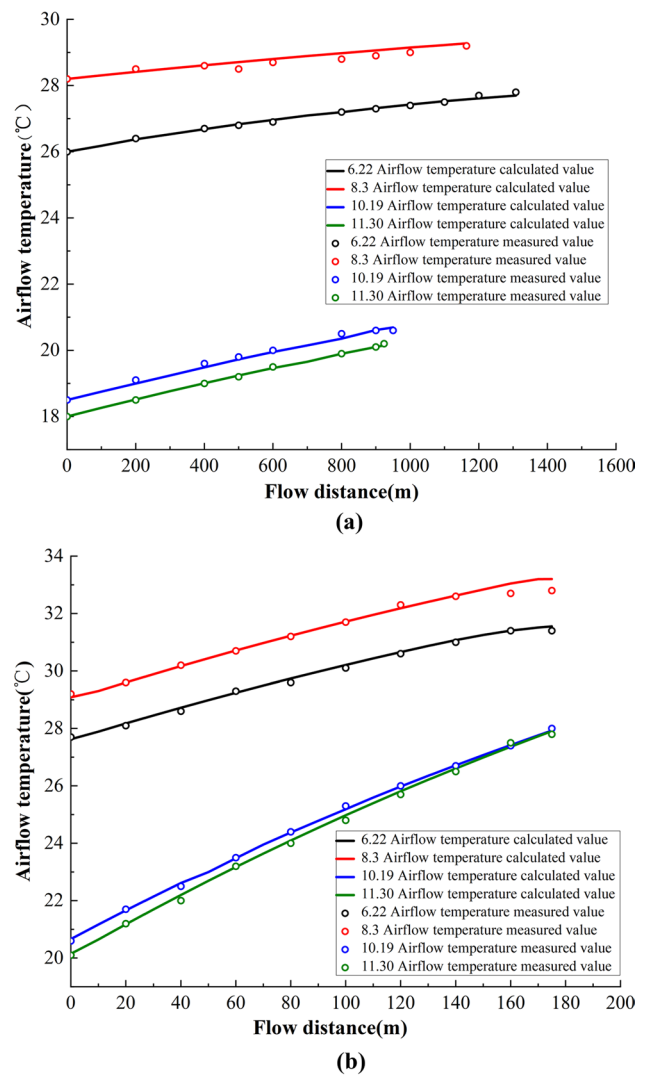 30
28
26
24
22
20
18
Airflow temperature(℃)
6.22 Airflow temperature calculated value
8.3 Airflow temperature calculated value
10.19 Airflow temperature calculated value
11.30 Airflow temperature calculated value
6.22 Airflow temperature measured value
8.3 Airflow temperature measured value
10.19 Airflow temperature measured value
11.30 Airflow temperature measured value
0 200 400 600 800 1000 1200 1400 1600
Flow distance(m)
(a)
34
32
30
28
26
24
22
20
Airflow temperature(℃)
6.22 Airflow temperature calculated value
8.3 Airflow temperature calculated value
10.19 Airflow temperature calculated value
11.30 Airflow temperature calculated value
6.22 Airflow temperature measured value
8.3 Airflow temperature measured value
10.19 Airflow temperature measured value
11.30 Airflow temperature measured value
0 20 40 60 80 100 120 140 160 180 200
Flow distance(m)
(b)